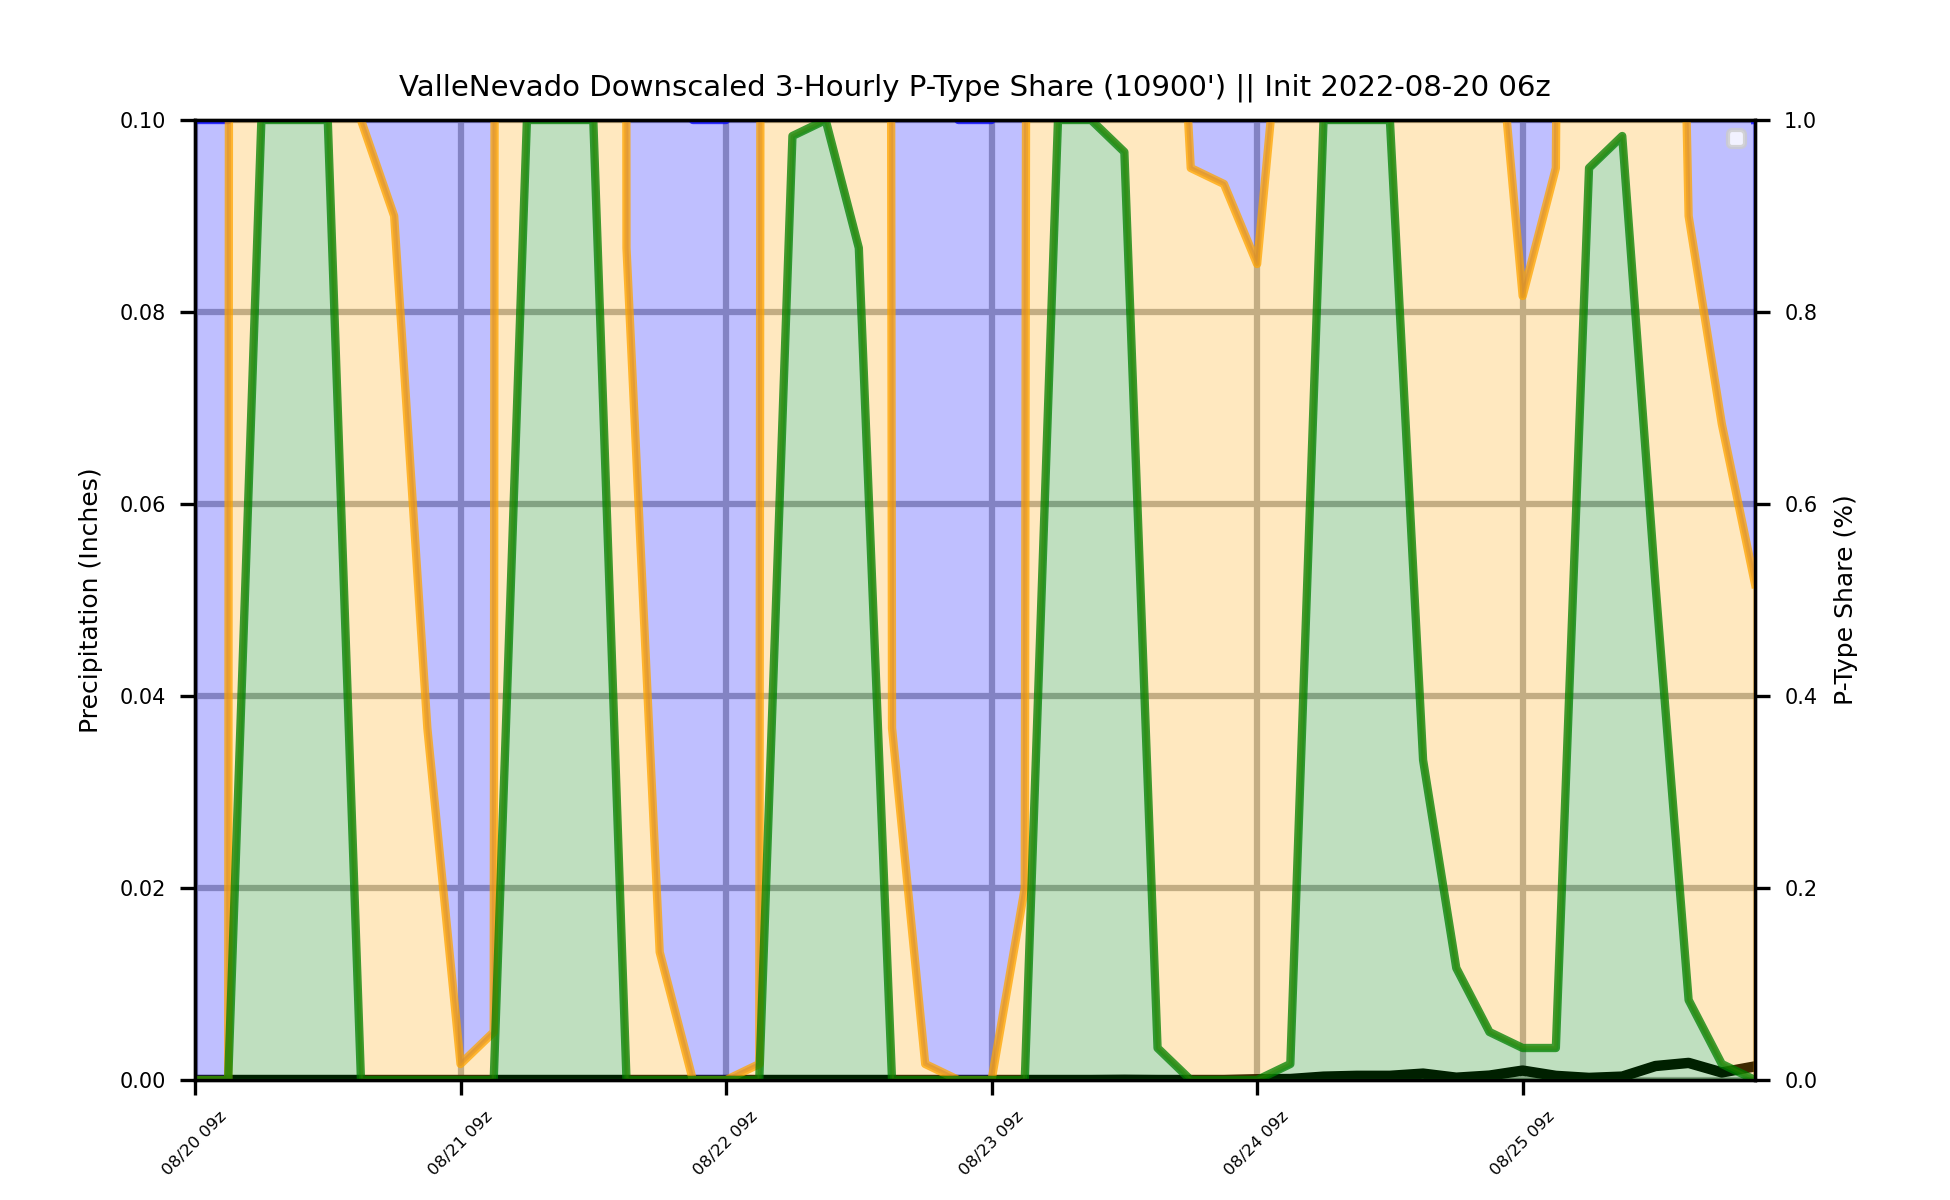 ValleNevado Downscaled 3-Hourly P-Type Share (10900') || Init 2022-08-20 06z
0.10
0.08
0.06
0.04
0.02
0.00
Precipitation (Inches)
1.0
0.8
0.6
0.4
0.2
0.0
P-Type Share (%)
08/20 09z
08/21 09z
08/22 09z
08/23 09z
08/24 09z
08/25 09z